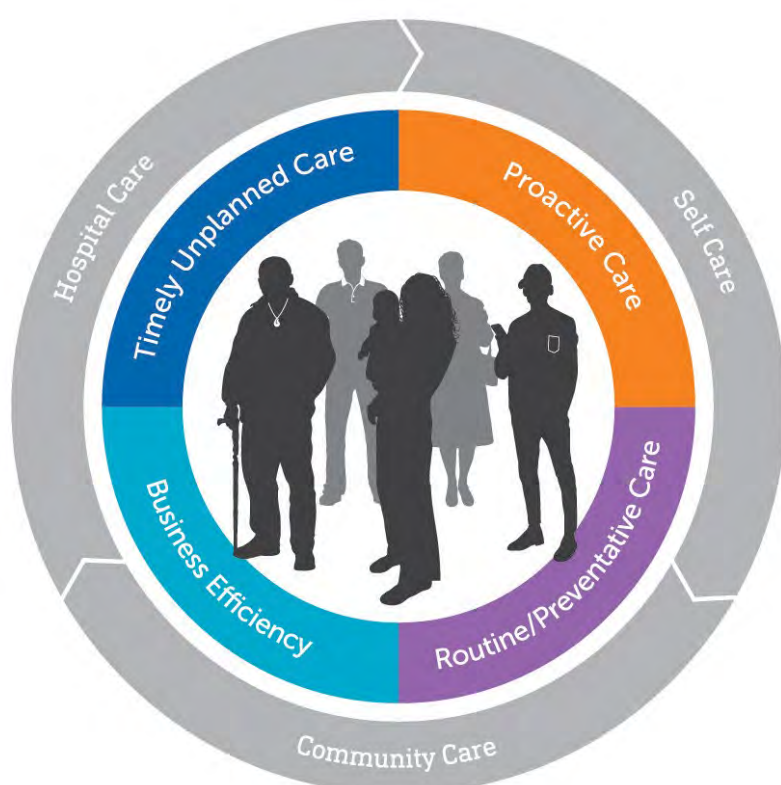 Hospital Care
Self Care
Community Care
Timely Unplanned Care
Proactive Care
Routine/Preventative Care
Business Efficiency